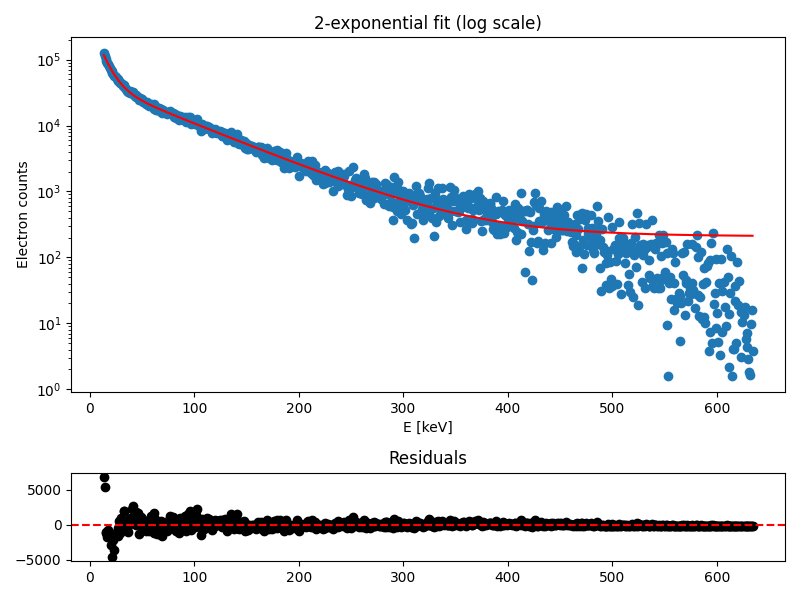 2-exponential fit (log scale)
Electron counts
10^5
10^4
10^3
10^2
10^1
10^0
0 100 200 300 400 500 600
E [keV]
Residuals
5000
0
−5000
0 100 200 300 400 500 600